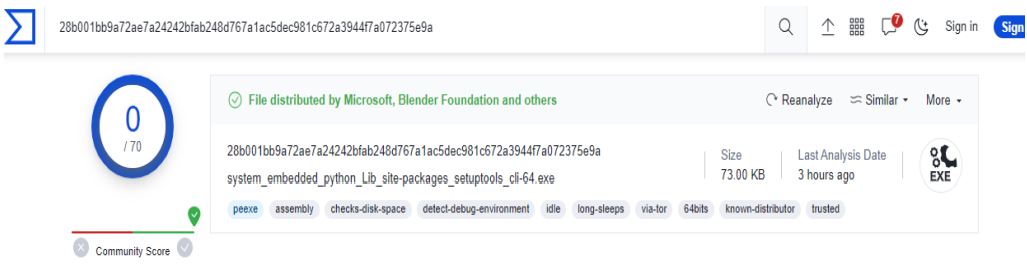 28b001bb9a72ae7a24242bfab248d767a1ac5dec981c672a3944f7a072375e9a
7
Sign in
Sign
0
/ 70
File distributed by Microsoft, Blender Foundation and others
Reanalyze
Similar
More
28b001bb9a72ae7a24242bfab248d767a1ac5dec981c672a3944f7a072375e9a
system_embedded_python_Lib_site-packages_setuptools_cli-64.exe
Size
73.00 KB
Last Analysis Date
3 hours ago
EXE
peexe assembly checks-disk-space detect-debug-environment idle long-sleeps via-tor 64bits known-distributor trusted
Community Score